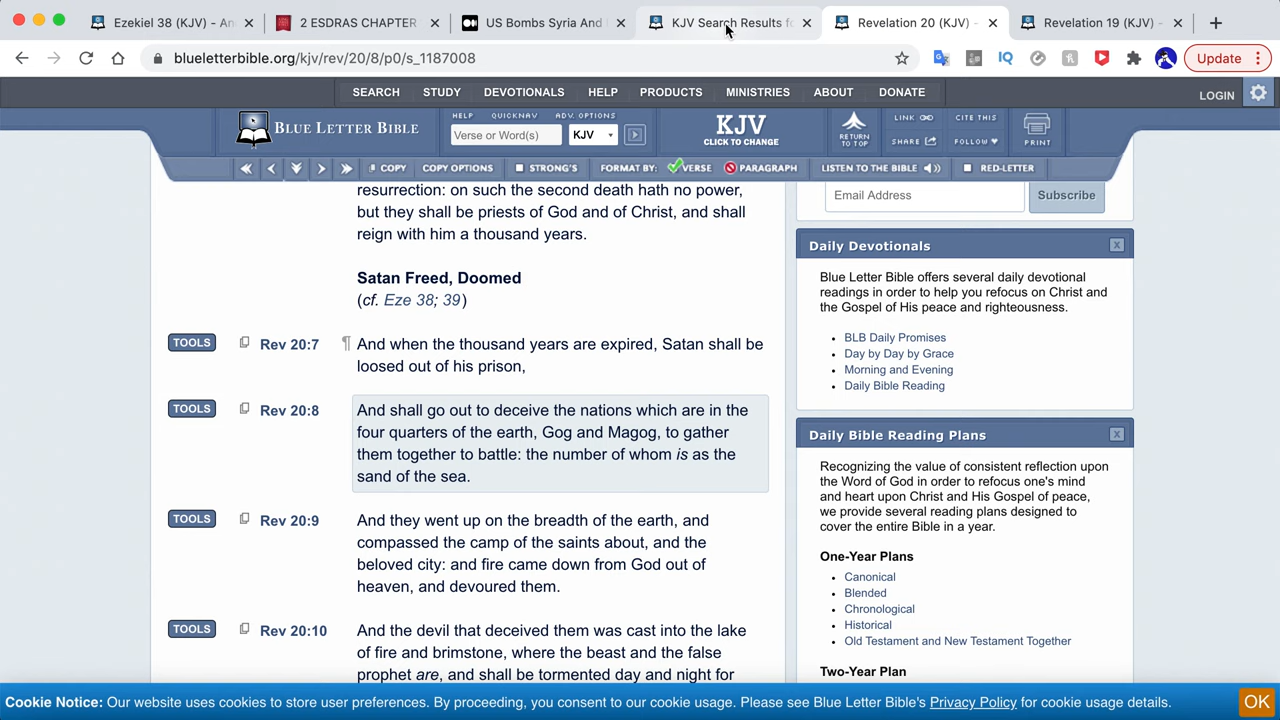 Ezekiel 38 (KJV) - An
2 ESDRAS CHAPTER
US Bombs Syria And
KJV Search Results fo
Revelation 20 (KJV) -
Revelation 19 (KJV) -
blueletterbible.org/kjv/rev/20/8/p0/s_1187008
Update
SEARCH STUDY DEVOTIONALS HELP PRODUCTS MINISTRIES ABOUT DONATE
LOGIN
BLUE LETTER BIBLE
HELP QUICKNAV ADV. OPTIONS
Verse or Word(s) KJV
KJV
CLICK TO CHANGE
RETURN
TO TOP
LINK CITE THIS
SHARE FOLLOW
PRINT
COPY COPY OPTIONS STRONG'S FORMAT BY: VERSE PARAGRAPH LISTEN TO THE BIBLE RED-LETTER
resurrection: on such the second death hath no power,
but they shall be priests of God and of Christ, and shall
reign with him a thousand years.
Satan Freed, Doomed
(cf. Eze 38; 39)
TOOLS Rev 20:7 ¶ And when the thousand years are expired, Satan shall be
loosed out of his prison,
TOOLS Rev 20:8 And shall go out to deceive the nations which are in the
four quarters of the earth, Gog and Magog, to gather
them together to battle: the number of whom is as the
sand of the sea.
TOOLS Rev 20:9 And they went up on the breadth of the earth, and
compassed the camp of the saints about, and the
beloved city: and fire came down from God out of
heaven, and devoured them.
TOOLS Rev 20:10 And the devil that deceived them was cast into the lake
of fire and brimstone, where the beast and the false
prophet are, and shall be tormented day and night for
Email Address Subscribe
Daily Devotionals X
Blue Letter Bible offers several daily devotional
readings in order to help you refocus on Christ and
the Gospel of His peace and righteousness.
• BLB Daily Promises
• Day by Day by Grace
• Morning and Evening
• Daily Bible Reading
Daily Bible Reading Plans X
Recognizing the value of consistent reflection upon
the Word of God in order to refocus one's mind
and heart upon Christ and His Gospel of peace,
we provide several reading plans designed to
cover the entire Bible in a year.
One-Year Plans
• Canonical
• Blended
• Chronological
• Historical
• Old Testament and New Testament Together
Two-Year Plan
Cookie Notice: Our website uses cookies to store user preferences. By proceeding, you consent to our cookie usage. Please see Blue Letter Bible's Privacy Policy for cookie usage details.
OK